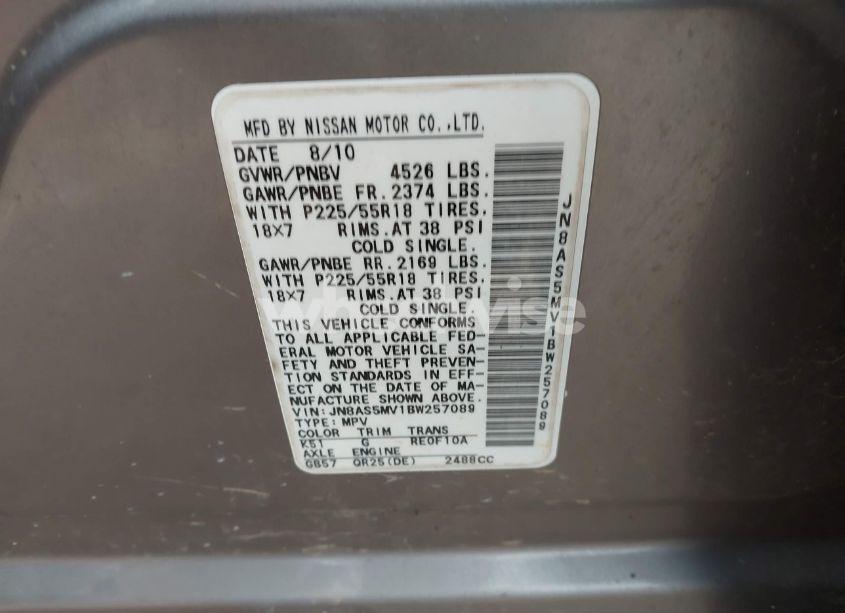 MFD BY NISSAN MOTOR CO.,LTD.
DATE 8/10
GVWR/PNBV 4526 LBS.
GAWR/PNBE FR. 2374 LBS.
WITH P225/55R18 TIRES.
18X7 RIMS. AT 38 PSI
COLD SINGLE.
GAWR/PNBE RR. 2169 LBS.
WITH P225/55R18 TIRES.
18X7 RIMS. AT 38 PSI
COLD SINGLE.
THIS VEHICLE CONFORMS
TO ALL APPLICABLE FED-
ERAL MOTOR VEHICLE SA-
FETY AND THEFT PREVEN-
TION STANDARDS IN EFF-
ECT ON THE DATE OF MA-
NUFACTURE SHOWN ABOVE.
VIN: JN8AS5MV1BW257089
TYPE: MPV
COLOR TRIM TRANS
K51 G RE0F10A
AXLE ENGINE
GB57 QR25(DE) 2488CC
JN8AS5MV1BW257089